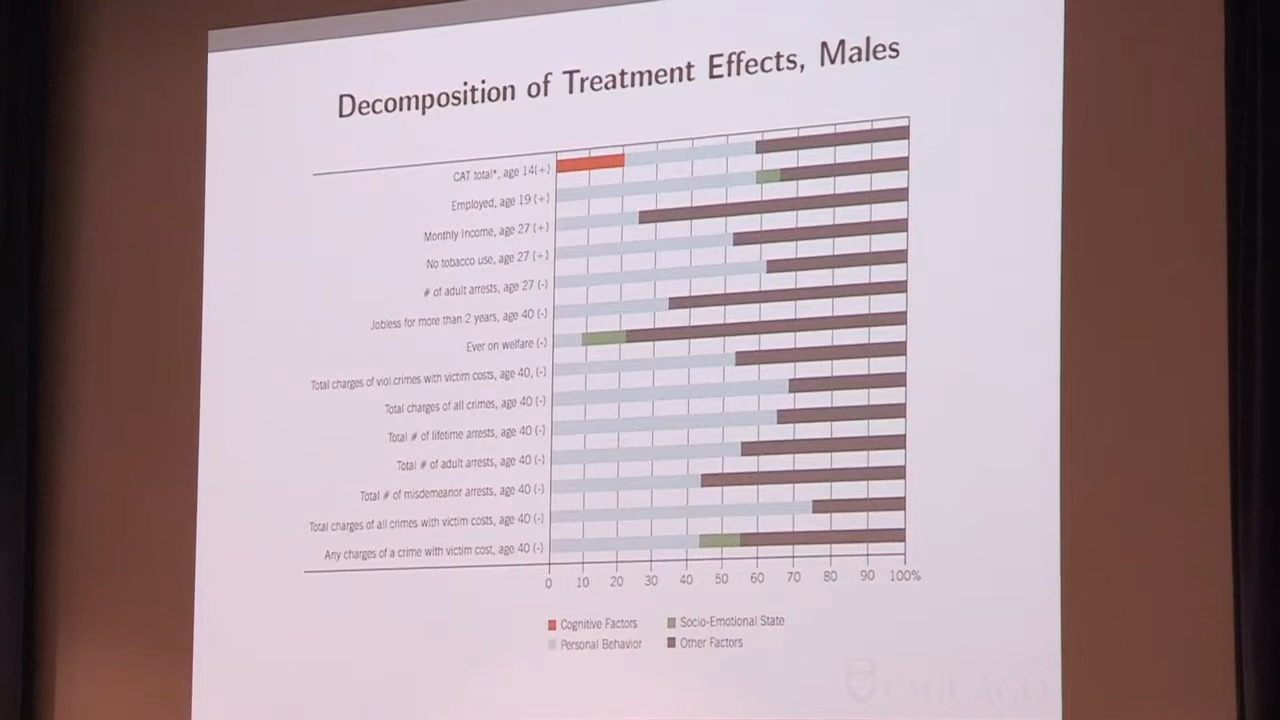 Decomposition of Treatment Effects, Males
CAT total*, age 14(+)
Employed, age 19 (+)
Monthly Income, age 27 (+)
No tobacco use, age 27 (+)
# of adult arrests, age 27 (-)
Jobless for more than 2 years, age 40 (-)
Ever on welfare (-)
Total charges of viol.crimes with victim costs, age 40, (-)
Total charges of all crimes, age 40 (-)
Total # of lifetime arrests, age 40 (-)
Total # of adult arrests, age 40 (-)
Total # of misdemeanor arrests, age 40 (-)
Total charges of all crimes with victim costs, age 40 (-)
Any charges of a crime with victim cost, age 40 (-)
0 10 20 30 40 50 60 70 80 90 100%
Cognitive Factors Socio-Emotional State
Personal Behavior Other Factors
CHICAGO